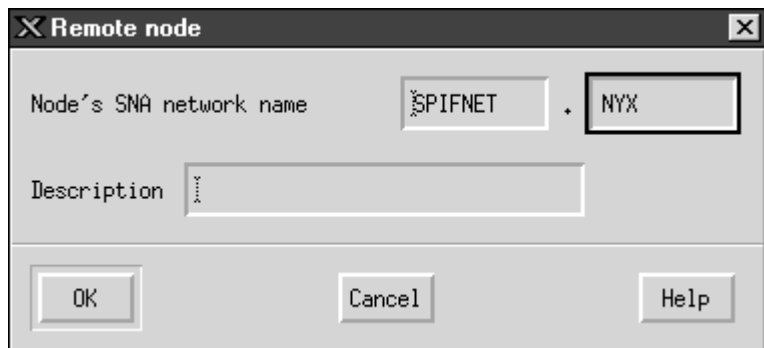 Remote node
Node's SNA network name SPIFNET . NYX
Description
OK Cancel Help